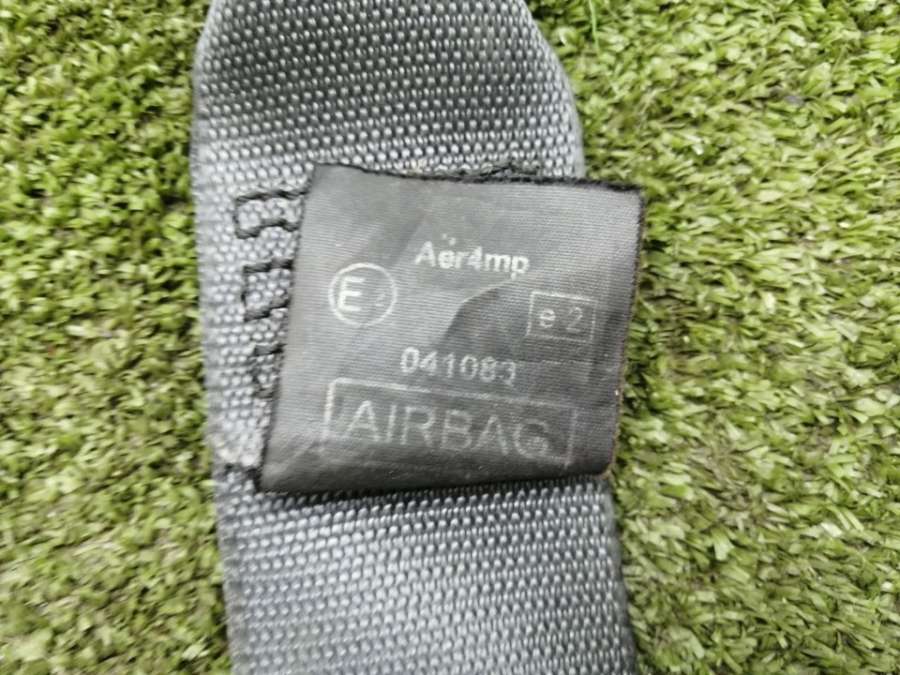 Aër4mp
E2
e 2
041083
AIRBAG